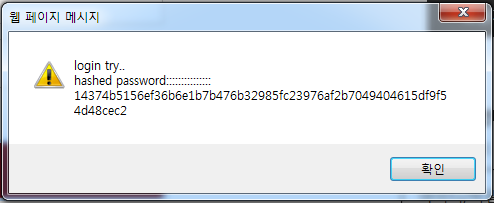 웹 페이지 메시지
login try..
hashed password:::::::::::::::
14374b5156ef36b6e1b7b476b32985fc23976af2b7049404615df9f5
4d48cec2
확인